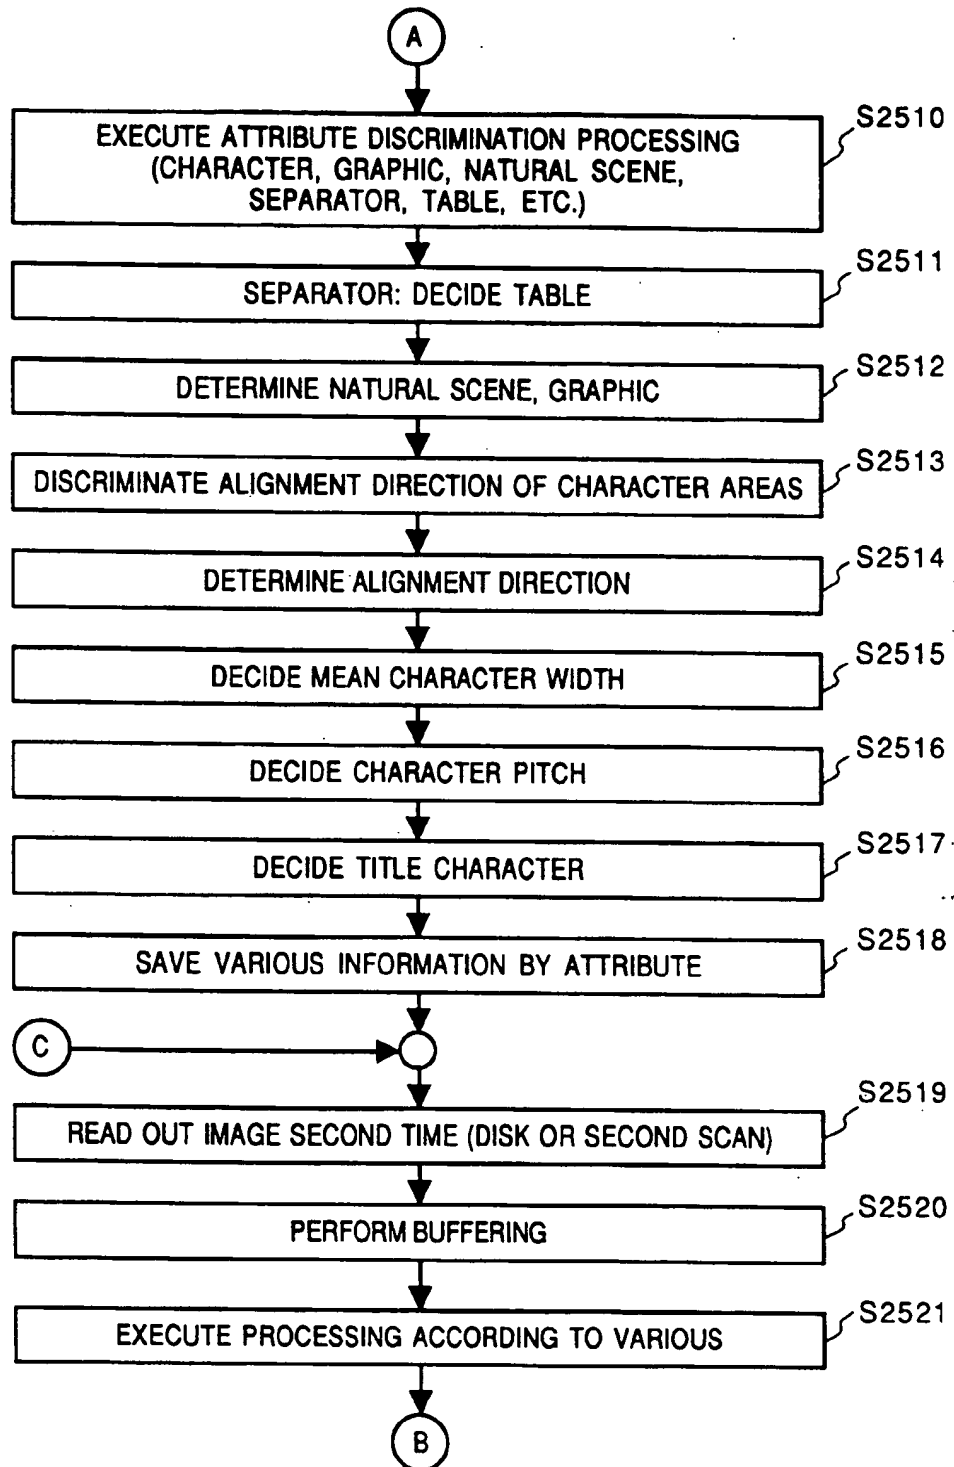 A
EXECUTE ATTRIBUTE DISCRIMINATION PROCESSING
(CHARACTER, GRAPHIC, NATURAL SCENE,
SEPARATOR, TABLE, ETC.)
S2510
SEPARATOR: DECIDE TABLE
S2511
DETERMINE NATURAL SCENE, GRAPHIC
S2512
DISCRIMINATE ALIGNMENT DIRECTION OF CHARACTER AREAS
S2513
DETERMINE ALIGNMENT DIRECTION
S2514
DECIDE MEAN CHARACTER WIDTH
S2515
DECIDE CHARACTER PITCH
S2516
DECIDE TITLE CHARACTER
S2517
SAVE VARIOUS INFORMATION BY ATTRIBUTE
S2518
C
READ OUT IMAGE SECOND TIME (DISK OR SECOND SCAN)
S2519
PERFORM BUFFERING
S2520
EXECUTE PROCESSING ACCORDING TO VARIOUS
S2521
B